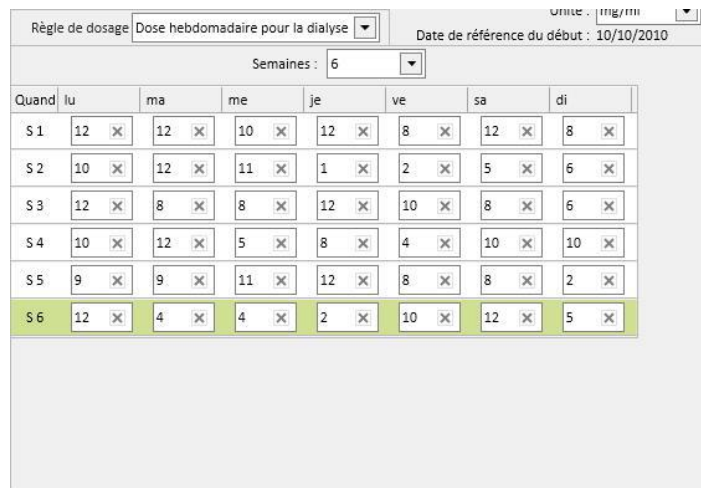 Unité : mg/ml
Règle de dosage Dose hebdomadaire pour la dialyse
Date de référence du début : 10/10/2010
Semaines : 6
Quand lu ma me je ve sa di
S 1 12 12 10 12 8 12 8
S 2 10 12 11 1 2 5 6
S 3 12 8 8 12 10 8 6
S 4 10 12 5 8 4 10 10
S 5 9 9 11 12 8 8 2
S 6 12 4 4 2 10 12 5